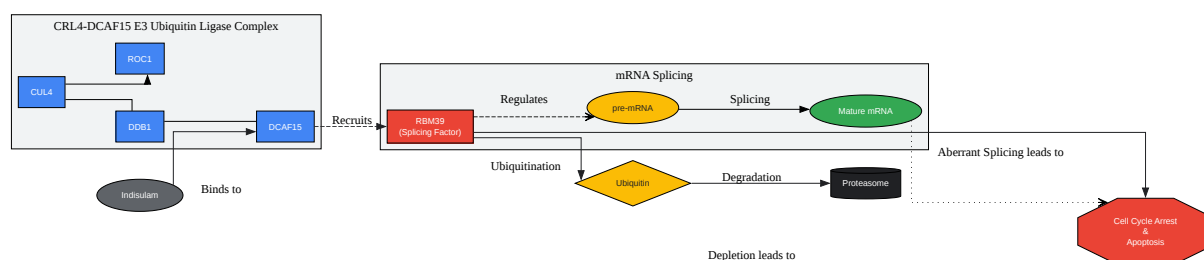 CRL4-DCAF15 E3 Ubiquitin Ligase Complex
ROC1
CUL4
DDB1
DCAF15
Indisulam
Binds to
Recruits
mRNA Splicing
RBM39
(Splicing Factor)
Regulates
pre-mRNA
Splicing
Mature mRNA
Ubiquitination
Ubiquitin
Degradation
Proteasome
Aberrant Splicing leads to
Cell Cycle Arrest
&
Apoptosis
Depletion leads to